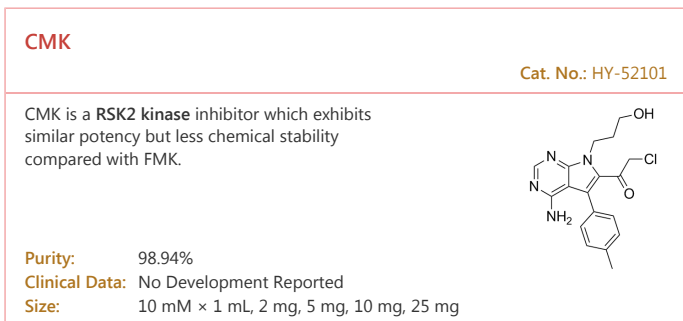 CMK
Cat. No.: HY-52101
CMK is a RSK2 kinase inhibitor which exhibits
similar potency but less chemical stability
compared with FMK.
OH
N
N
Cl
N
O
NH2
Purity: 98.94%
Clinical Data: No Development Reported
Size: 10 mM × 1 mL, 2 mg, 5 mg, 10 mg, 25 mg